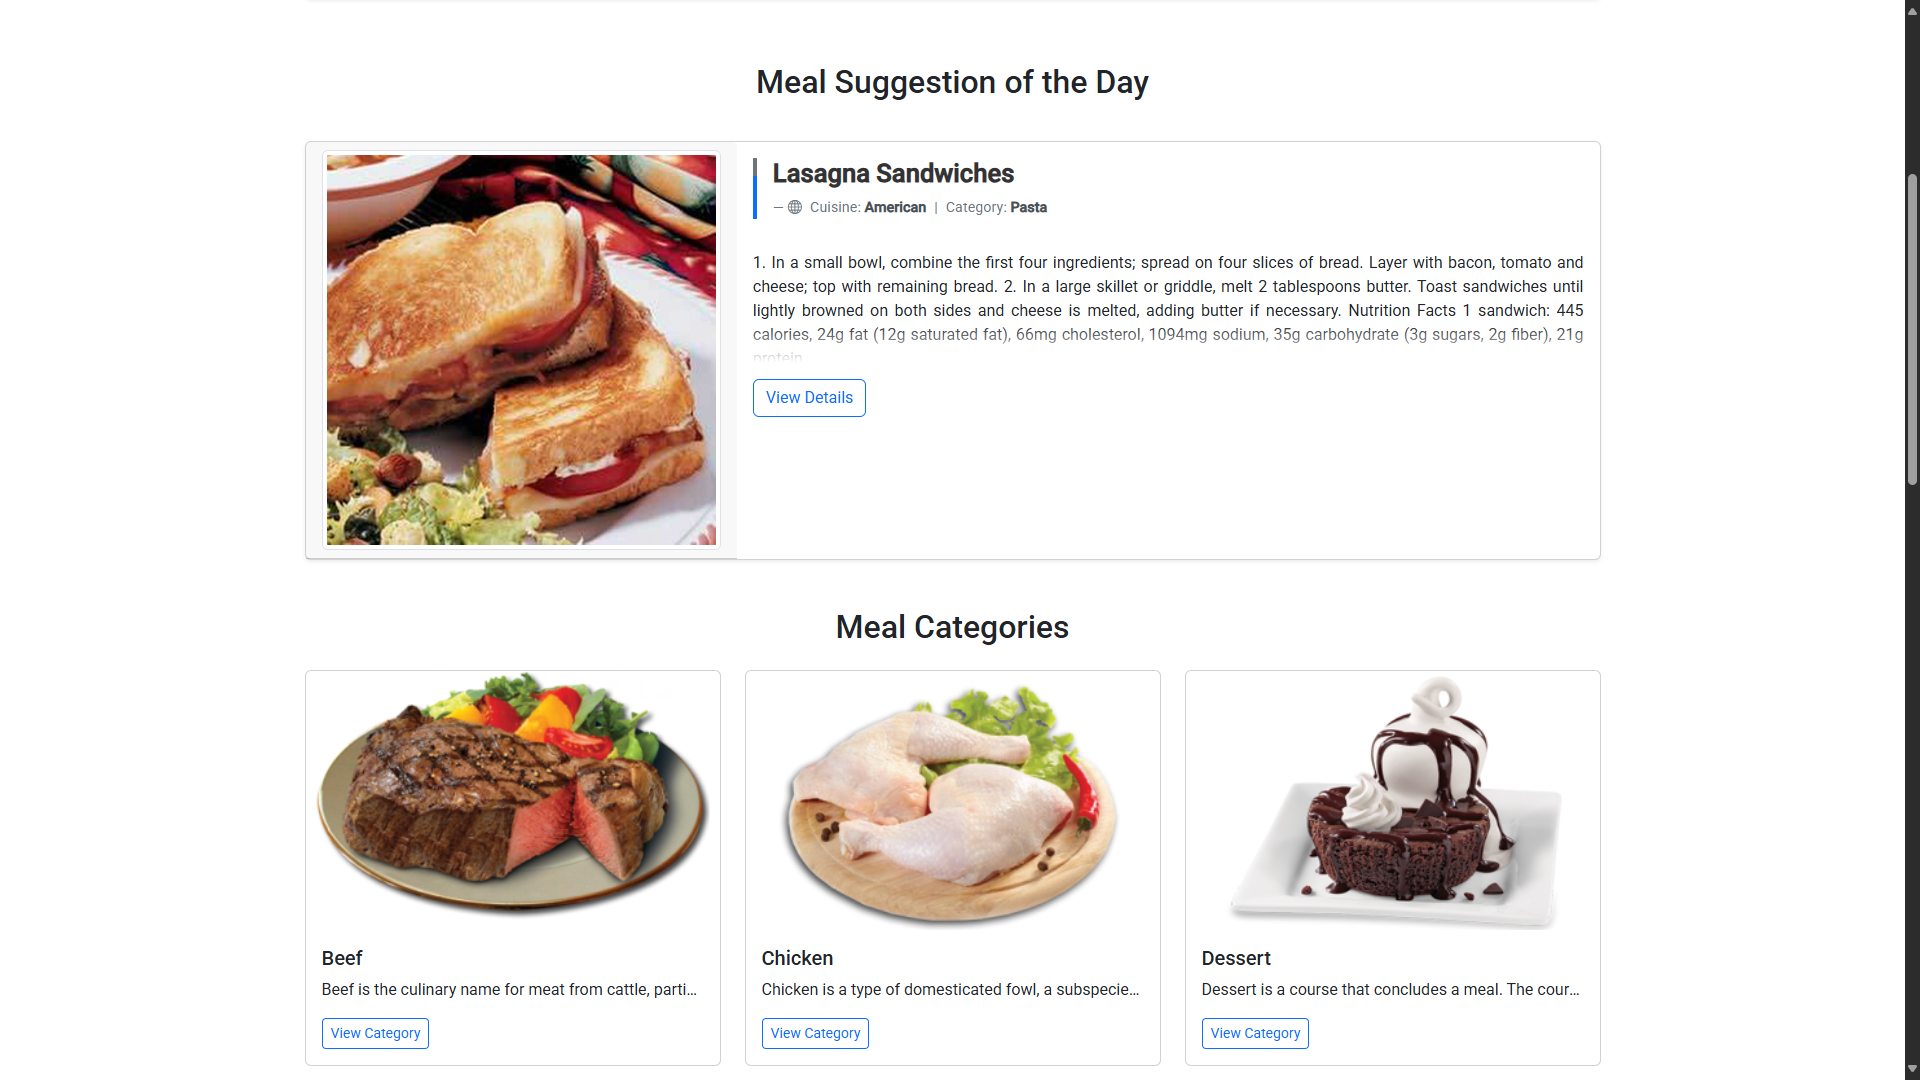 Meal Suggestion of the Day
Lasagna Sandwiches
— Cuisine: American | Category: Pasta
1. In a small bowl, combine the first four ingredients; spread on four slices of bread. Layer with bacon, tomato and
cheese; top with remaining bread. 2. In a large skillet or griddle, melt 2 tablespoons butter. Toast sandwiches until
lightly browned on both sides and cheese is melted, adding butter if necessary. Nutrition Facts 1 sandwich: 445
calories, 24g fat (12g saturated fat), 66mg cholesterol, 1094mg sodium, 35g carbohydrate (3g sugars, 2g fiber), 21g
protein
View Details
Meal Categories
Beef
Beef is the culinary name for meat from cattle, parti...
View Category
Chicken
Chicken is a type of domesticated fowl, a subspecie...
View Category
Dessert
Dessert is a course that concludes a meal. The cour...
View Category